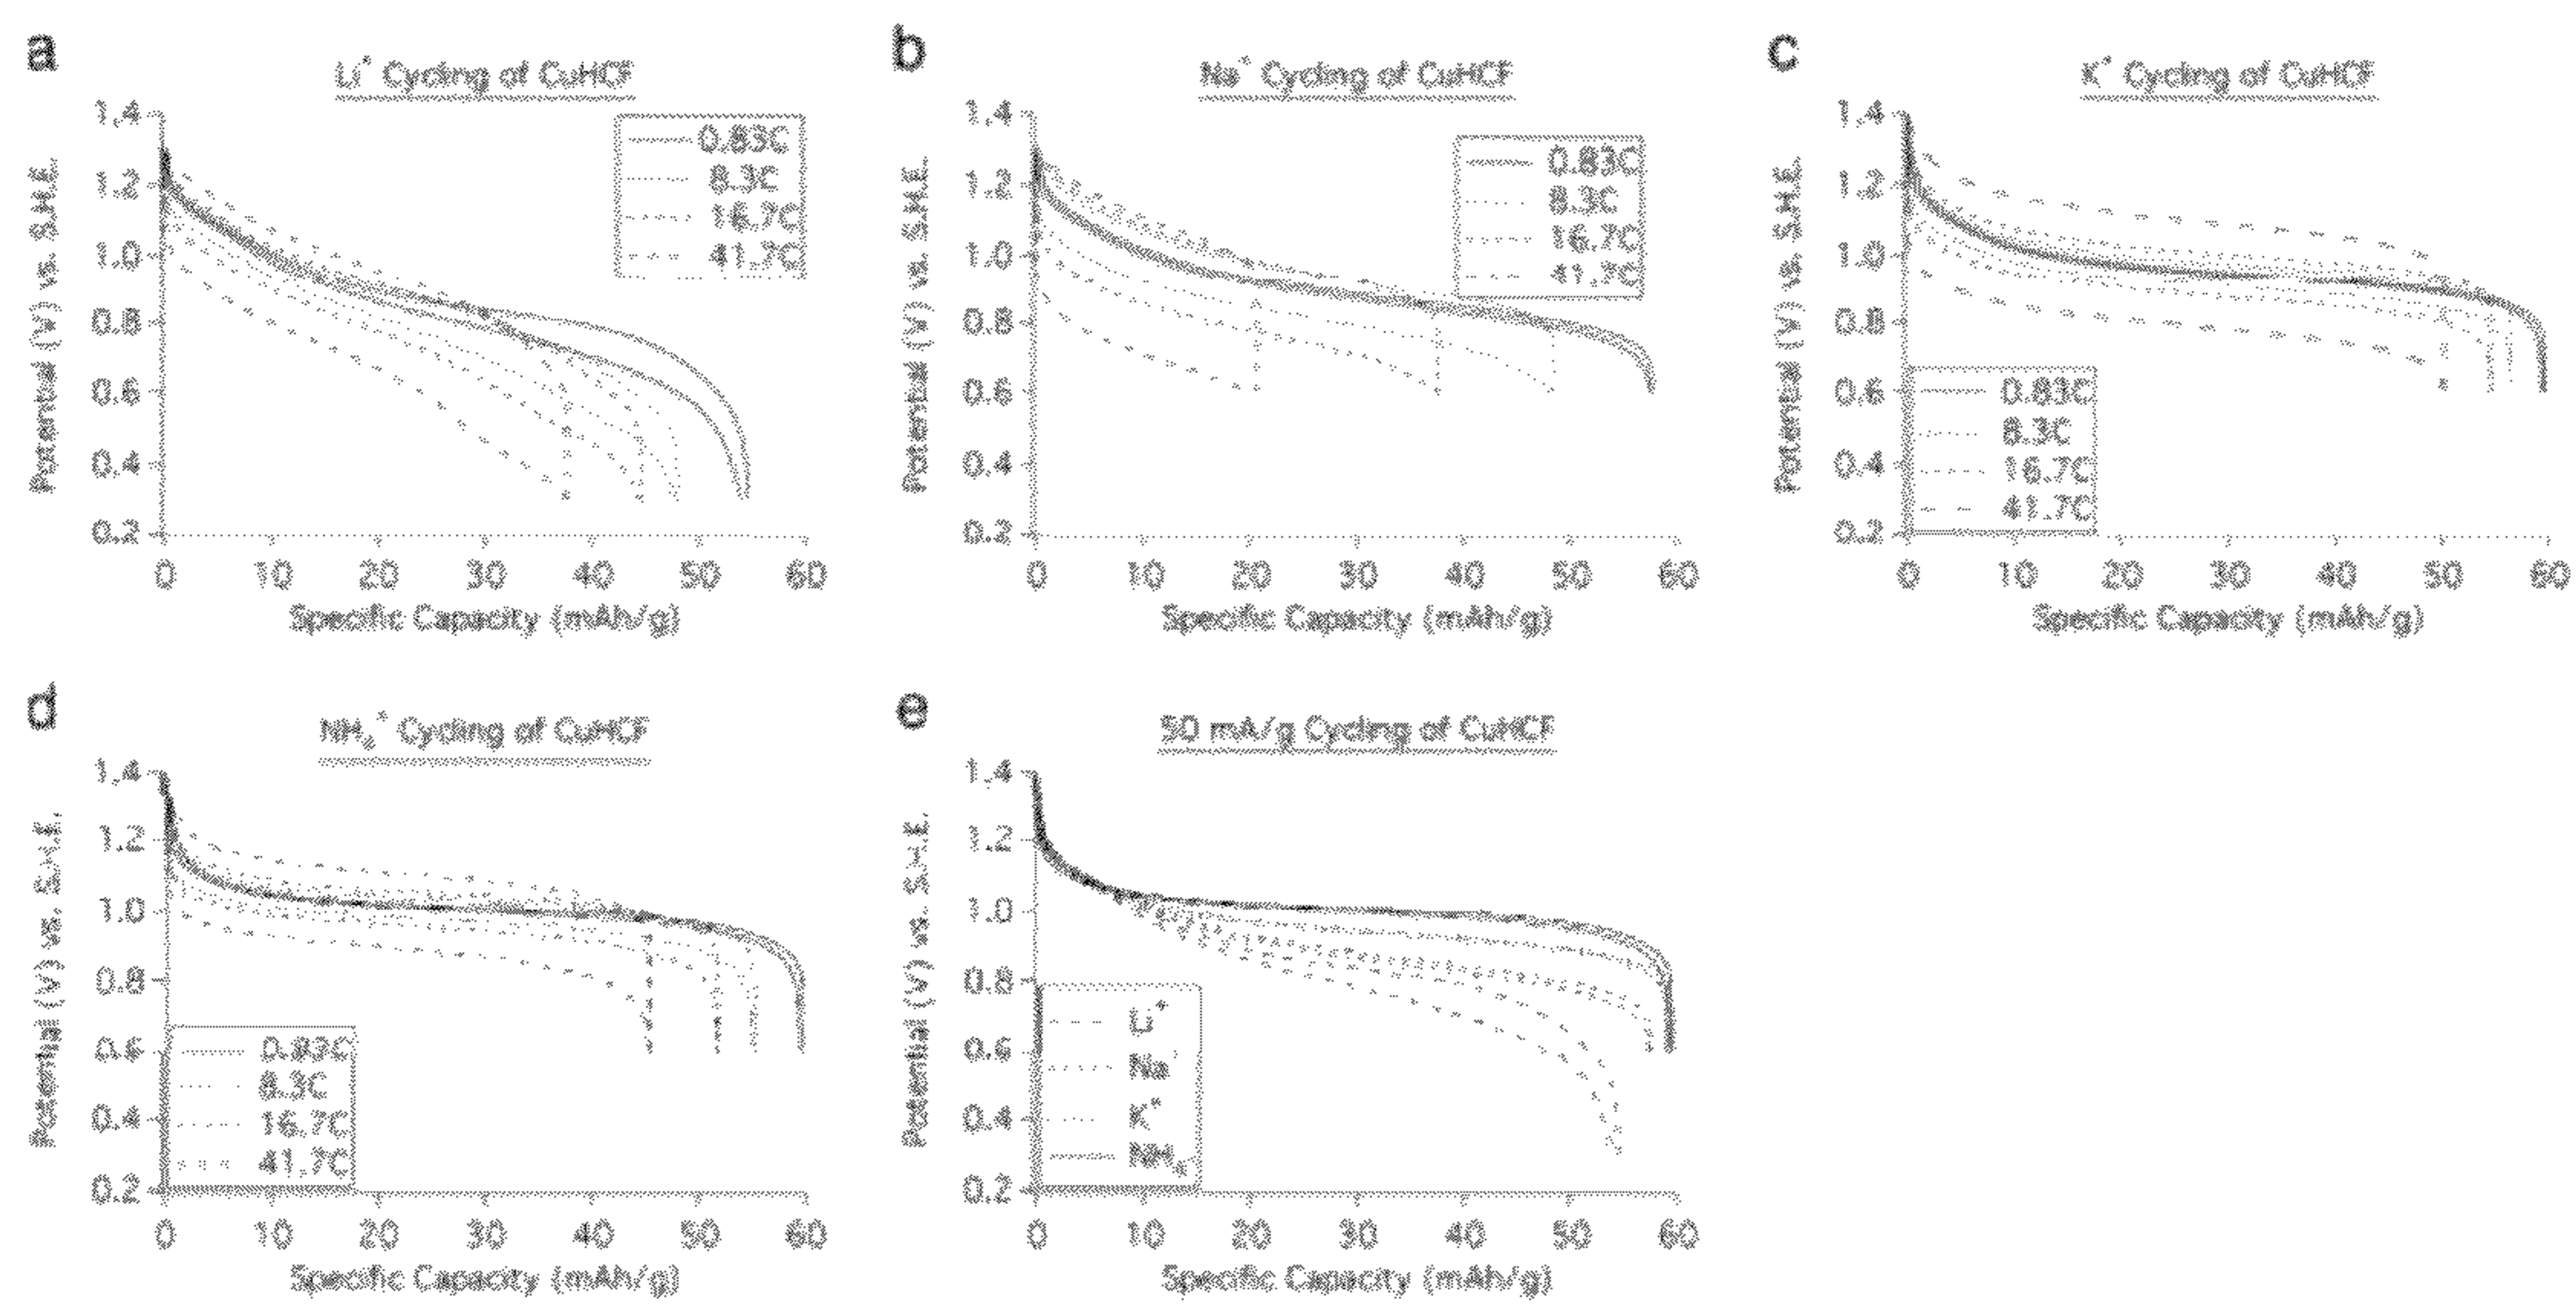 a
Li⁺ Cycling of CuHCF
1.4
1.2
1.0
0.8
0.6
0.4
0.2
Potential (V) vs. S.H.E.
0.83C
8.3C
16.7C
41.7C
0 10 20 30 40 50 60
Specific Capacity (mAh/g)
b
Na⁺ Cycling of CuHCF
1.4
1.2
1.0
0.8
0.6
0.4
0.2
Potential (V) vs. S.H.E.
0.83C
8.3C
16.7C
41.7C
0 10 20 30 40 50 60
Specific Capacity (mAh/g)
c
K⁺ Cycling of CuHCF
1.4
1.2
1.0
0.8
0.6
0.4
0.2
Potential (V) vs. S.H.E.
0.83C
8.3C
16.7C
41.7C
0 10 20 30 40 50 60
Specific Capacity (mAh/g)
d
NH₄⁺ Cycling of CuHCF
1.4
1.2
1.0
0.8
0.6
0.4
0.2
Potential (V) vs. S.H.E.
0.83C
8.3C
16.7C
41.7C
0 10 20 30 40 50 60
Specific Capacity (mAh/g)
e
50 mA/g Cycling of CuHCF
1.4
1.2
1.0
0.8
0.6
0.4
0.2
Potential (V) vs. S.H.E.
Li⁺
Na
K⁺
NH₄
0 10 20 30 40 50 60
Specific Capacity (mAh/g)